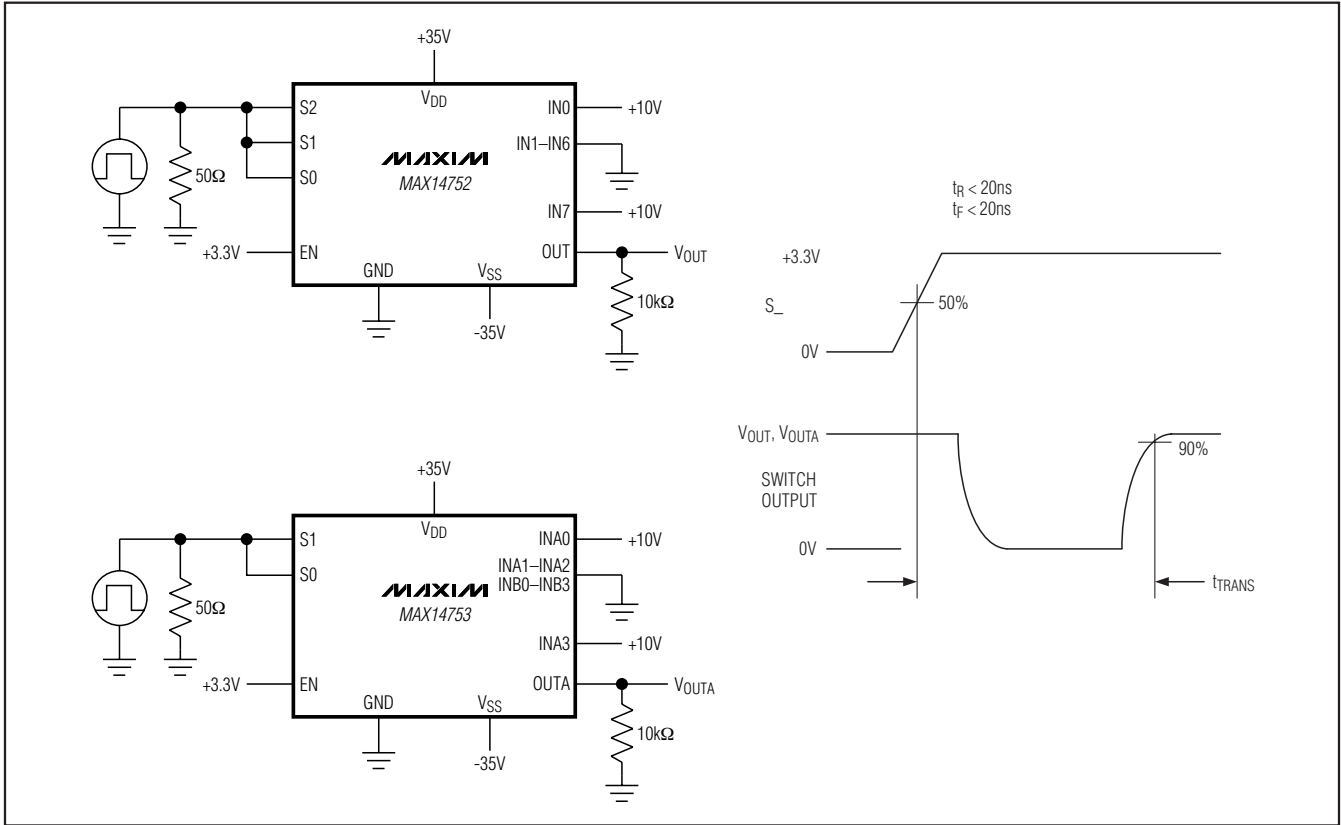 +35V
VDD
S2
S1
S0
50Ω
+3.3V
EN
MAXIM
MAX14752
IN0
+10V
IN1–IN6
IN7
+10V
OUT
VOUT
10kΩ
GND
VSS
-35V
+35V
VDD
S1
S0
50Ω
+3.3V
EN
MAXIM
MAX14753
INA0
+10V
INA1–INA2
INB0–INB3
INA3
+10V
OUTA
VOUTA
10kΩ
GND
VSS
-35V
tR < 20ns
tF < 20ns
+3.3V
S_
50%
0V
VOUT, VOUTA
90%
SWITCH
OUTPUT
0V
tTRANS